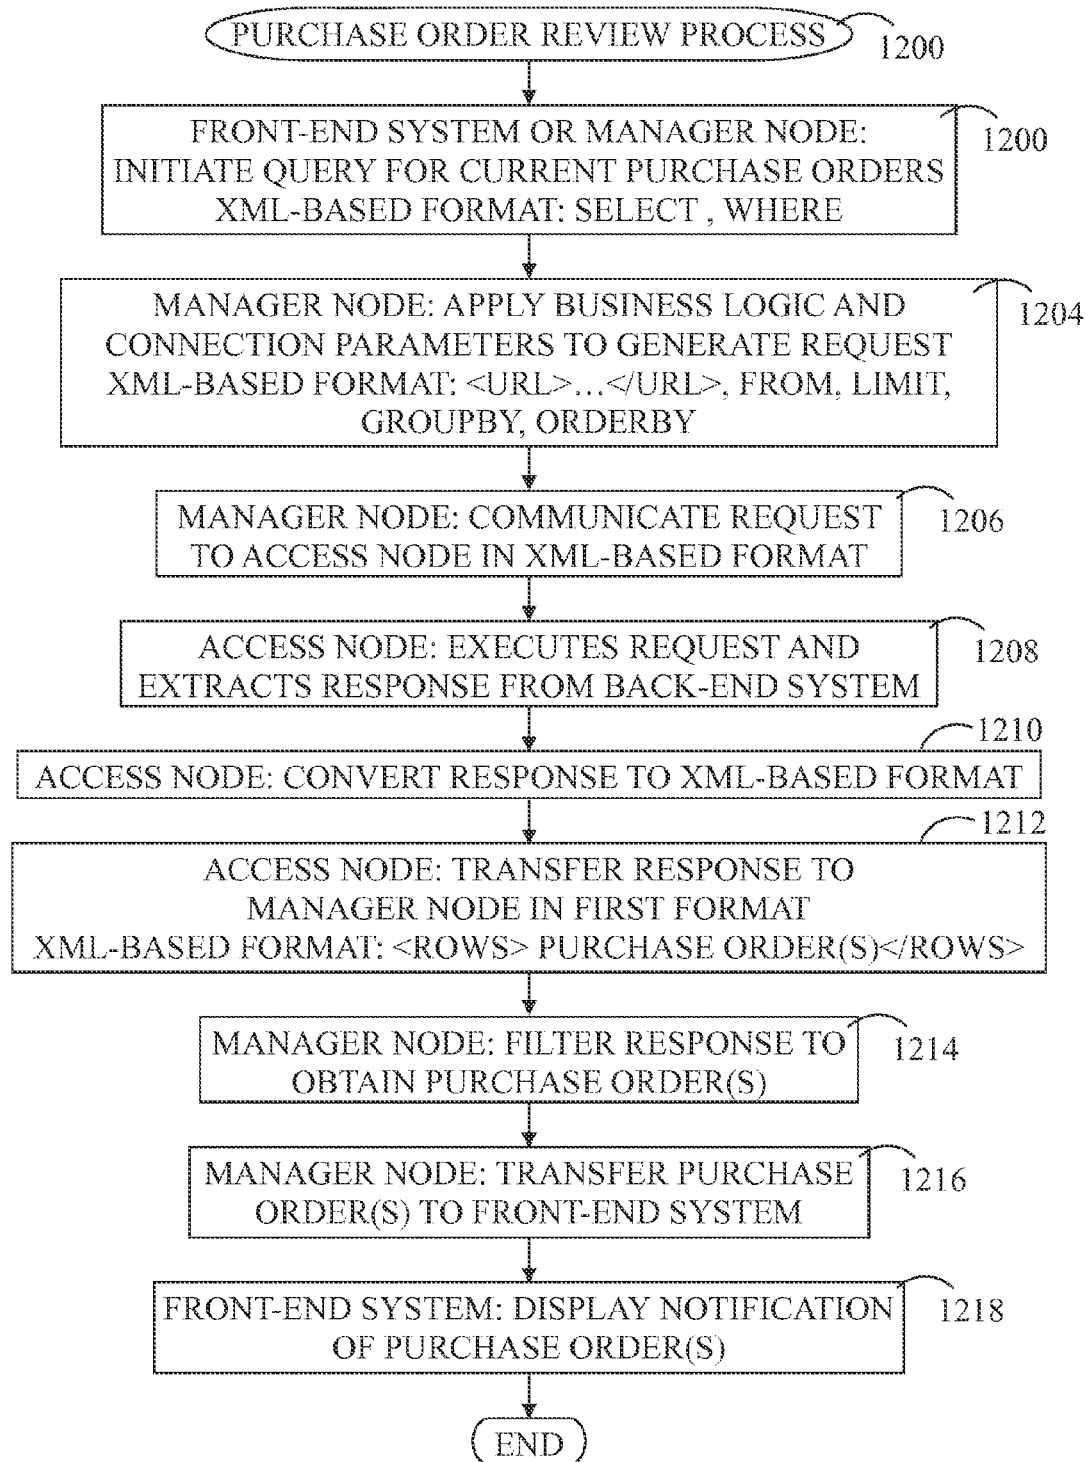 PURCHASE ORDER REVIEW PROCESS
1200
FRONT-END SYSTEM OR MANAGER NODE:
INITIATE QUERY FOR CURRENT PURCHASE ORDERS
XML-BASED FORMAT: SELECT , WHERE
1200
MANAGER NODE: APPLY BUSINESS LOGIC AND
CONNECTION PARAMETERS TO GENERATE REQUEST
XML-BASED FORMAT: <URL>...</URL>, FROM, LIMIT,
GROUPBY, ORDERBY
1204
MANAGER NODE: COMMUNICATE REQUEST
TO ACCESS NODE IN XML-BASED FORMAT
1206
ACCESS NODE: EXECUTES REQUEST AND
EXTRACTS RESPONSE FROM BACK-END SYSTEM
1208
ACCESS NODE: CONVERT RESPONSE TO XML-BASED FORMAT
1210
ACCESS NODE: TRANSFER RESPONSE TO
MANAGER NODE IN FIRST FORMAT
XML-BASED FORMAT: <ROWS> PURCHASE ORDER(S)</ROWS>
1212
MANAGER NODE: FILTER RESPONSE TO
OBTAIN PURCHASE ORDER(S)
1214
MANAGER NODE: TRANSFER PURCHASE
ORDER(S) TO FRONT-END SYSTEM
1216
FRONT-END SYSTEM: DISPLAY NOTIFICATION
OF PURCHASE ORDER(S)
1218
END